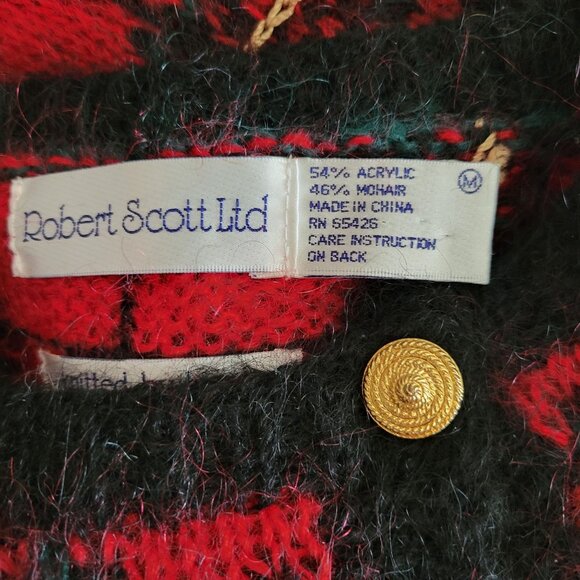 Robert Scott Ltd
54% ACRYLIC
46% MOHAIR
MADE IN CHINA
RN 65426
CARE INSTRUCTION
ON BACK
M